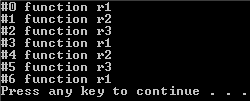 #0 function r1
#1 function r2
#2 function r3
#3 function r1
#4 function r2
#5 function r3
#6 function r1
Press any key to continue . . .